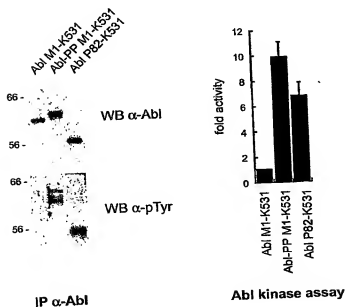 Abl M1-K531
Abl-PP M1-K531
Abl P82-K531
66 -
56 -
WB α-Abl
66 -
56 -
WB α-pTyr
IP α-Abl
fold activity
12
10
8
6
4
2
0
Abl M1-K531
Abl-PP M1-K531
Abl P82-K531
Abl kinase assay